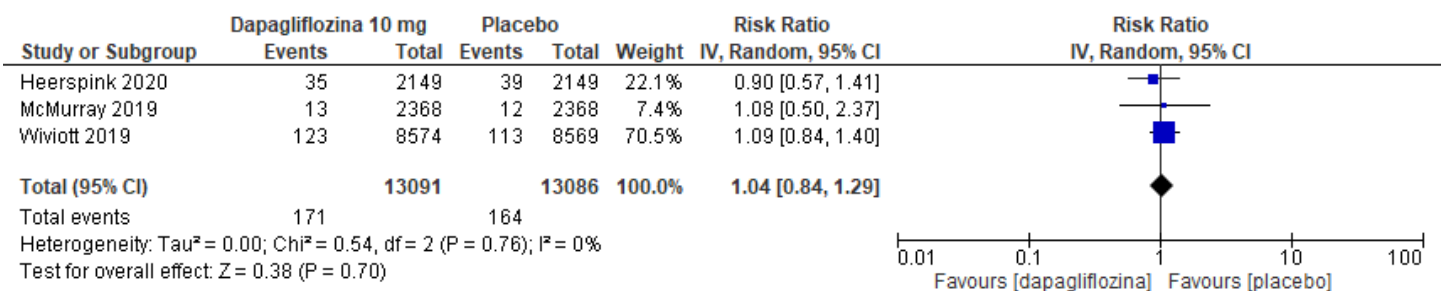 Dapagliflozina 10 mg Placebo Risk Ratio Risk Ratio
Study or Subgroup Events Total Events Total Weight IV, Random, 95% CI IV, Random, 95% CI
Heerspink 2020 35 2149 39 2149 22.1% 0.90 [0.57, 1.41]
McMurray 2019 13 2368 12 2368 7.4% 1.08 [0.50, 2.37]
Wiviott 2019 123 8574 113 8569 70.5% 1.09 [0.84, 1.40]
Total (95% CI) 13091 13086 100.0% 1.04 [0.84, 1.29]
Total events 171 164
Heterogeneity: Tau² = 0.00; Chi² = 0.54, df = 2 (P = 0.76); I² = 0%
Test for overall effect: Z = 0.38 (P = 0.70)
0.01 0.1 1 10 100
Favours [dapagliflozina] Favours [placebo]